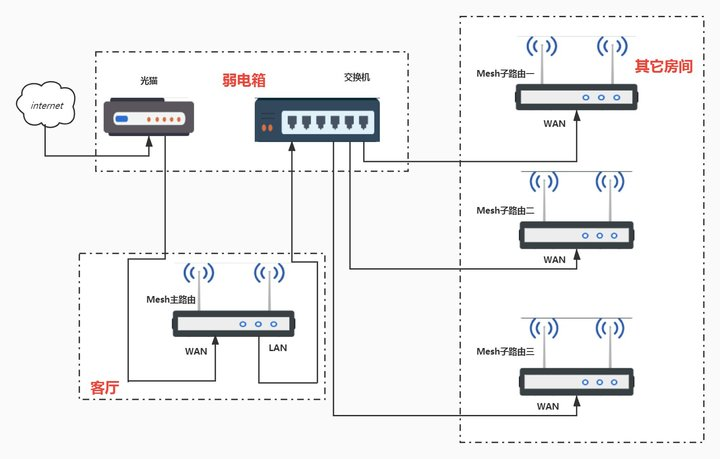 internet
光猫
弱电箱
交换机
Mesh子路由一
其它房间
WAN
Mesh子路由二
WAN
Mesh主路由
WAN
LAN
客厅
Mesh子路由三
WAN